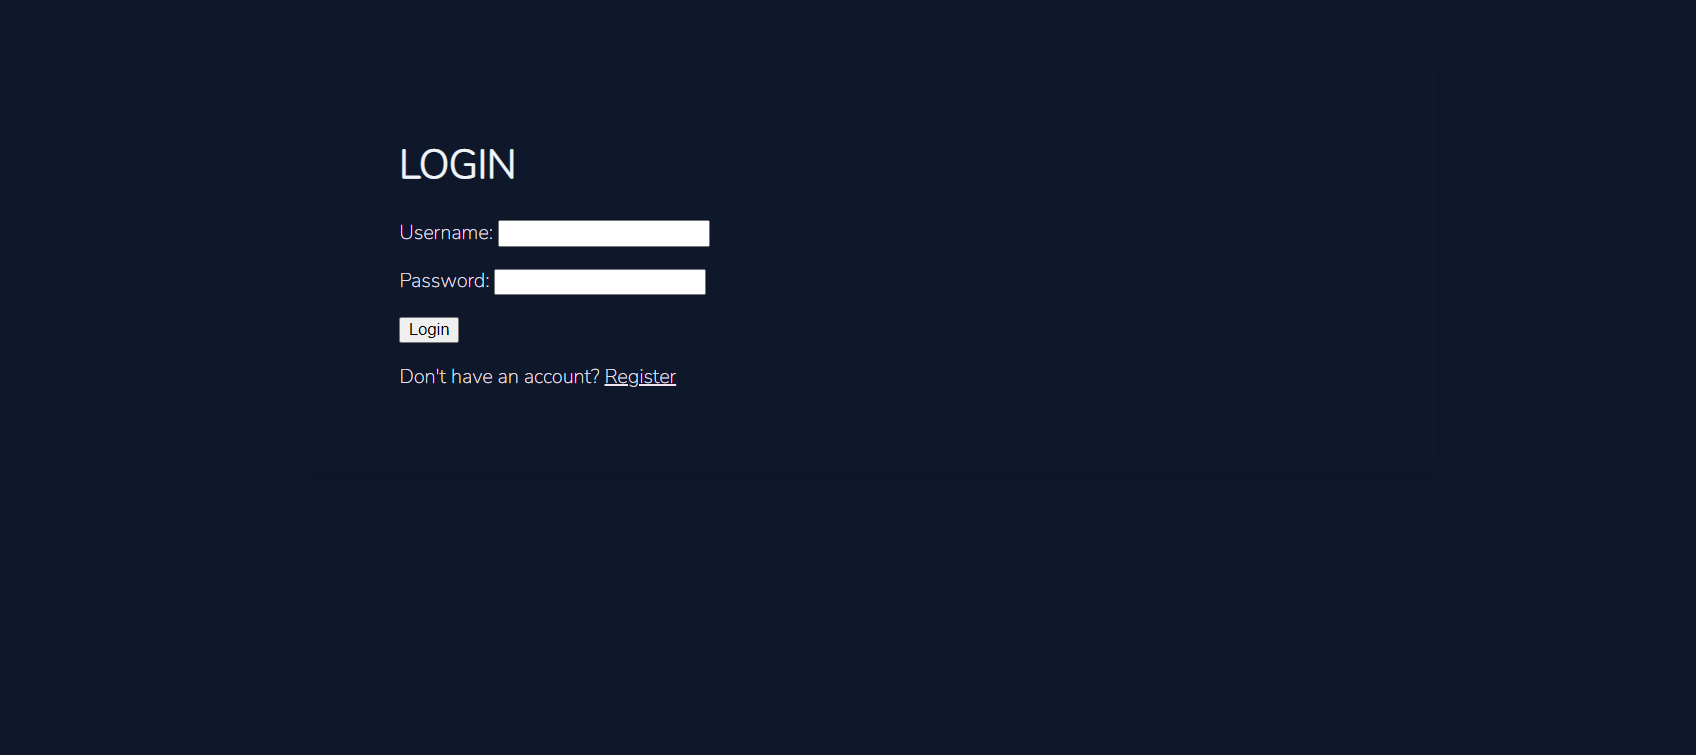 LOGIN
Username:
Password:
Login
Don't have an account? Register